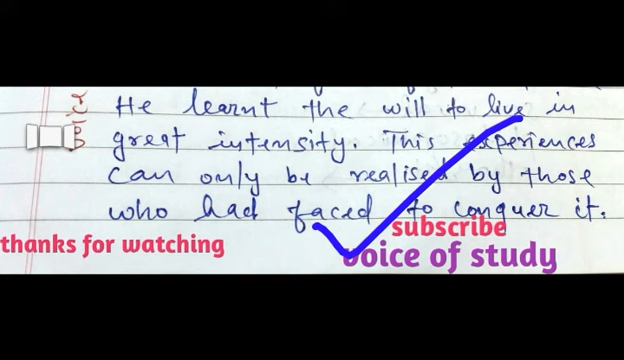 He learnt the will to live in
great intensity. This experiences
can only be realised by those
who had faced to conquer it.
subscribe
thanks for watching
voice of study